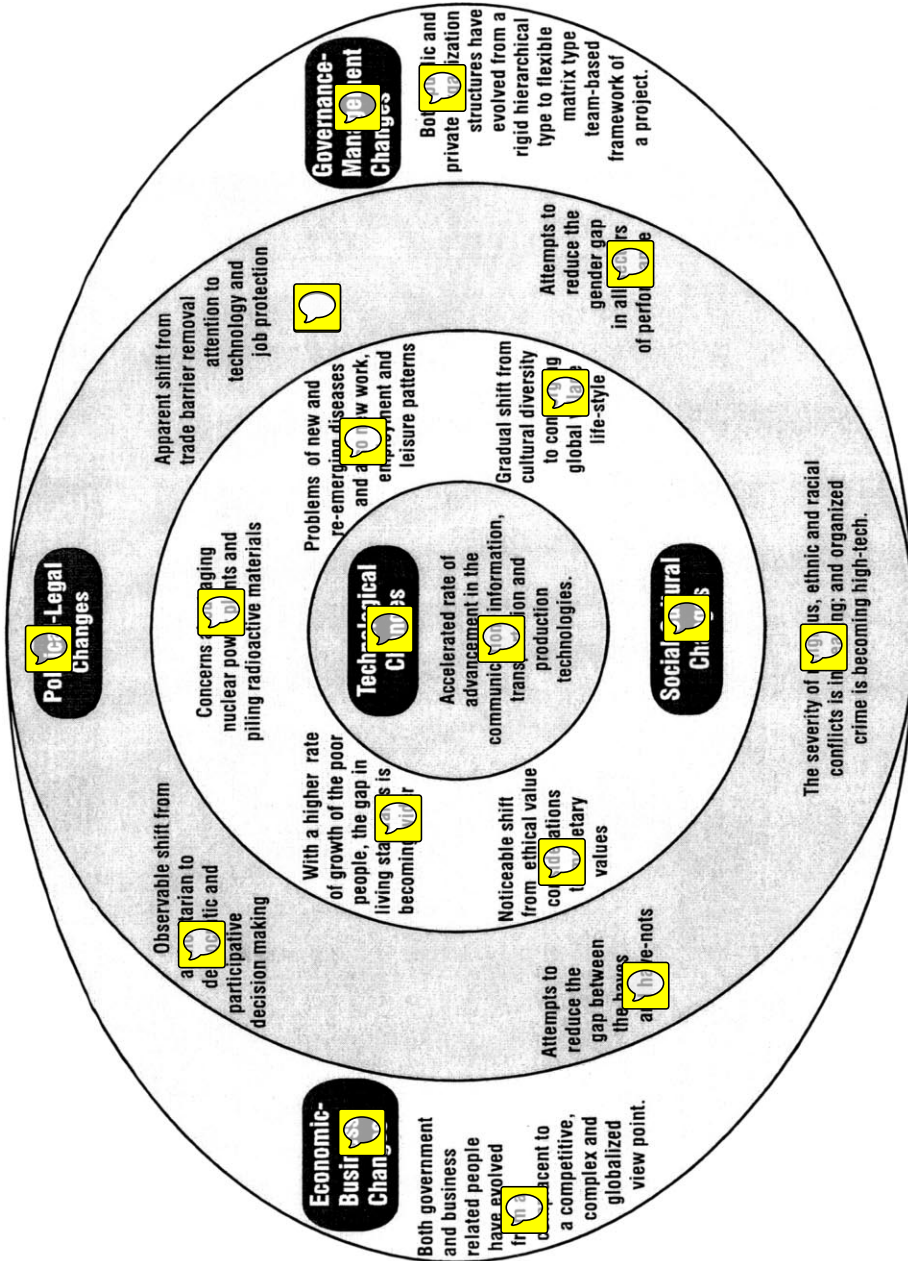 Political-Legal
Changes
Observable shift from
to
and
participative
decision making
Concerns
nuclear power plants and
piling radioactive materials
Apparent shift from
trade barrier removal
attention to
technology and
job protection
Economic-
Business
Changes
Both government
and business
related people
have evolved
from a complacent to
a competitive,
complex and
globalized
view point.
With a higher rate
of growth of the poor
people, the gap in
living standards is
becoming wider
Technological
Changes
Accelerated rate of
advancement in the
communication, information,
transportation and
production
technologies.
Problems of new and
re-emerging diseases
and new work,
employment and
leisure patterns
Governance-
Management
Changes
Both public and
private organization
structures have
evolved from a
rigid hierarchical
type to flexible
matrix type
team-based
framework of
a project.
Attempts to
reduce the
gap between
the haves
and have-nots
Noticeable shift
from ethical value
considerations
to monetary
values
Gradual shift from
cultural diversity
to
global village
life-style
Attempts to
reduce the
gender gap
in all sectors
of performance
Social-Cultural
Changes
The severity of religious, ethnic and racial
conflicts is increasing; and organized
crime is becoming high-tech.